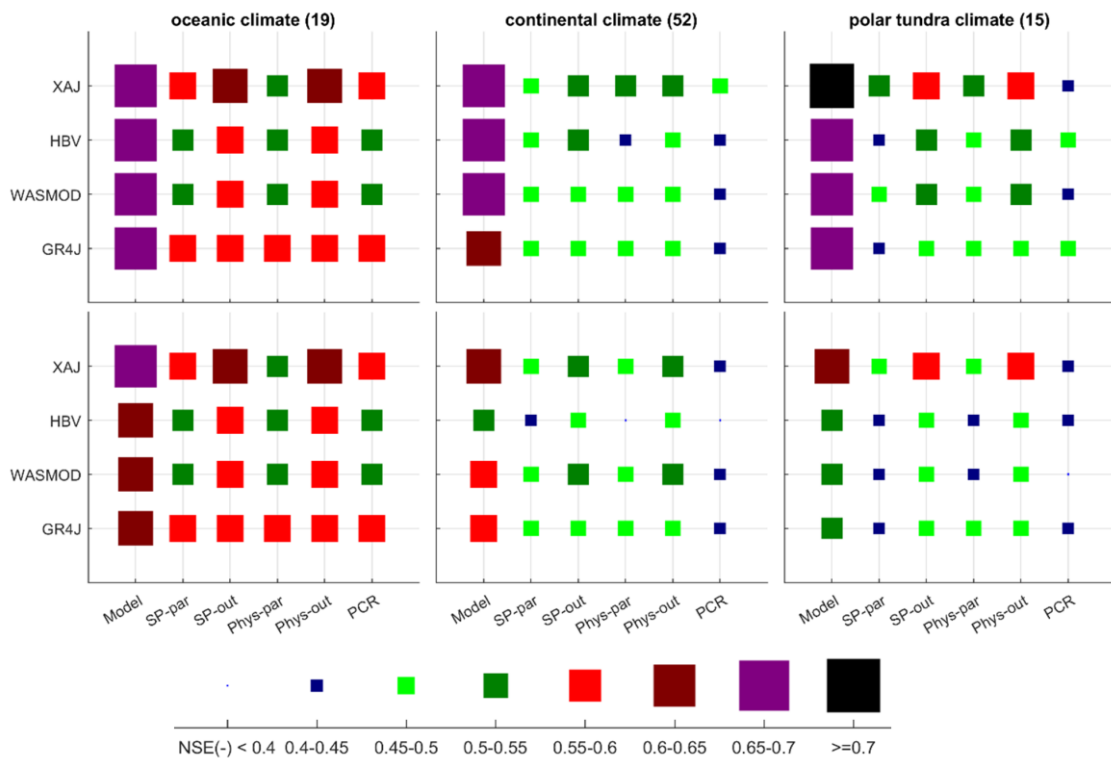 oceanic climate (19) continental climate (52) polar tundra climate (15)
XAJ
HBV
WASMOD
GR4J
XAJ
HBV
WASMOD
GR4J
Model SP-par SP-out Phys-par Phys-out PCR Model SP-par SP-out Phys-par Phys-out PCR Model SP-par SP-out Phys-par Phys-out PCR
NSE(-) < 0.4 0.4-0.45 0.45-0.5 0.5-0.55 0.55-0.6 0.6-0.65 0.65-0.7 >=0.7